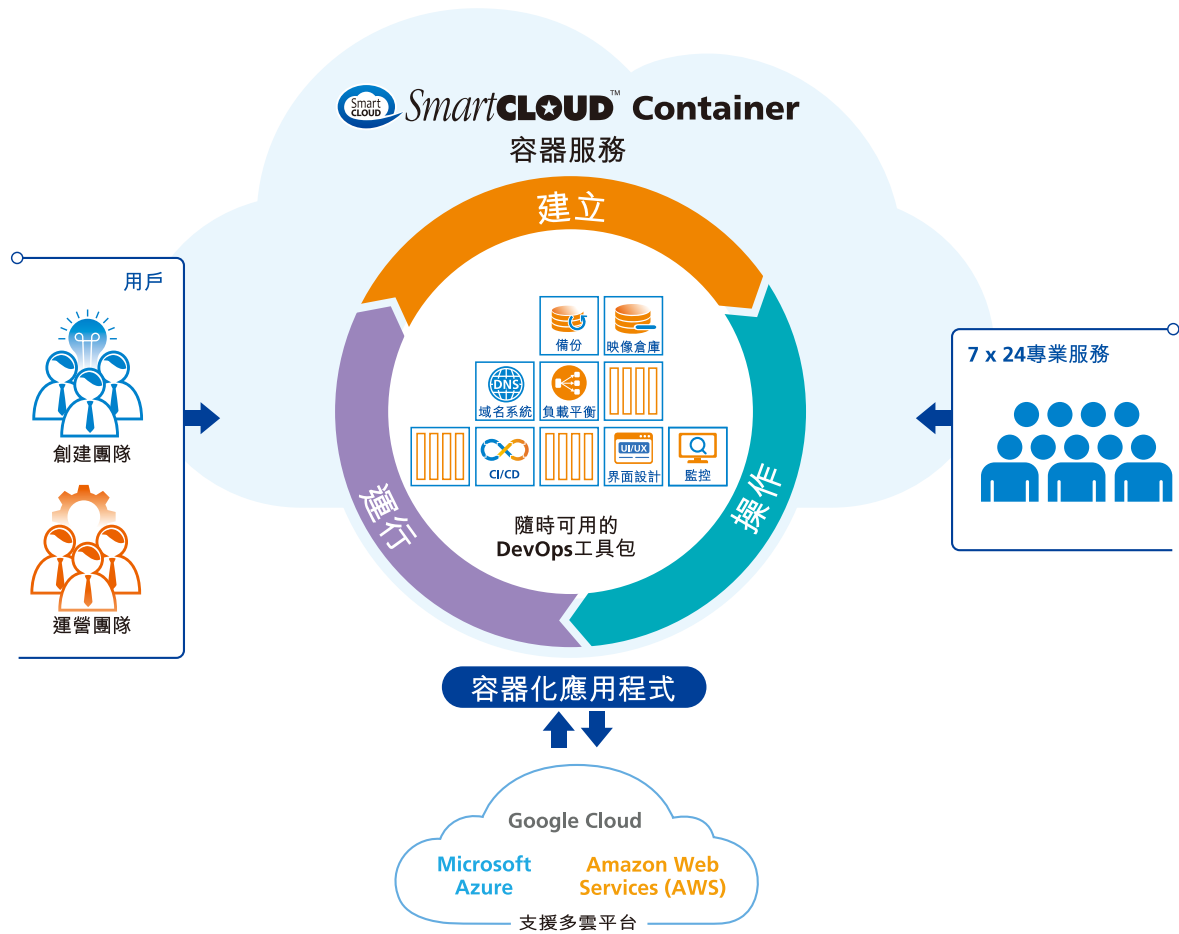 Smart
CLOUD
SmartCLOUD™ Container
容器服務
建立
操作
運行
用戶
創建團隊
運營團隊
備份
映像倉庫
DNS
域名系統
負載平衡
CI/CD
UI/UX
界面設計
監控
隨時可用的
DevOps工具包
7 x 24專業服務
容器化應用程式
Google Cloud
Microsoft
Azure
Amazon Web
Services (AWS)
支援多雲平台